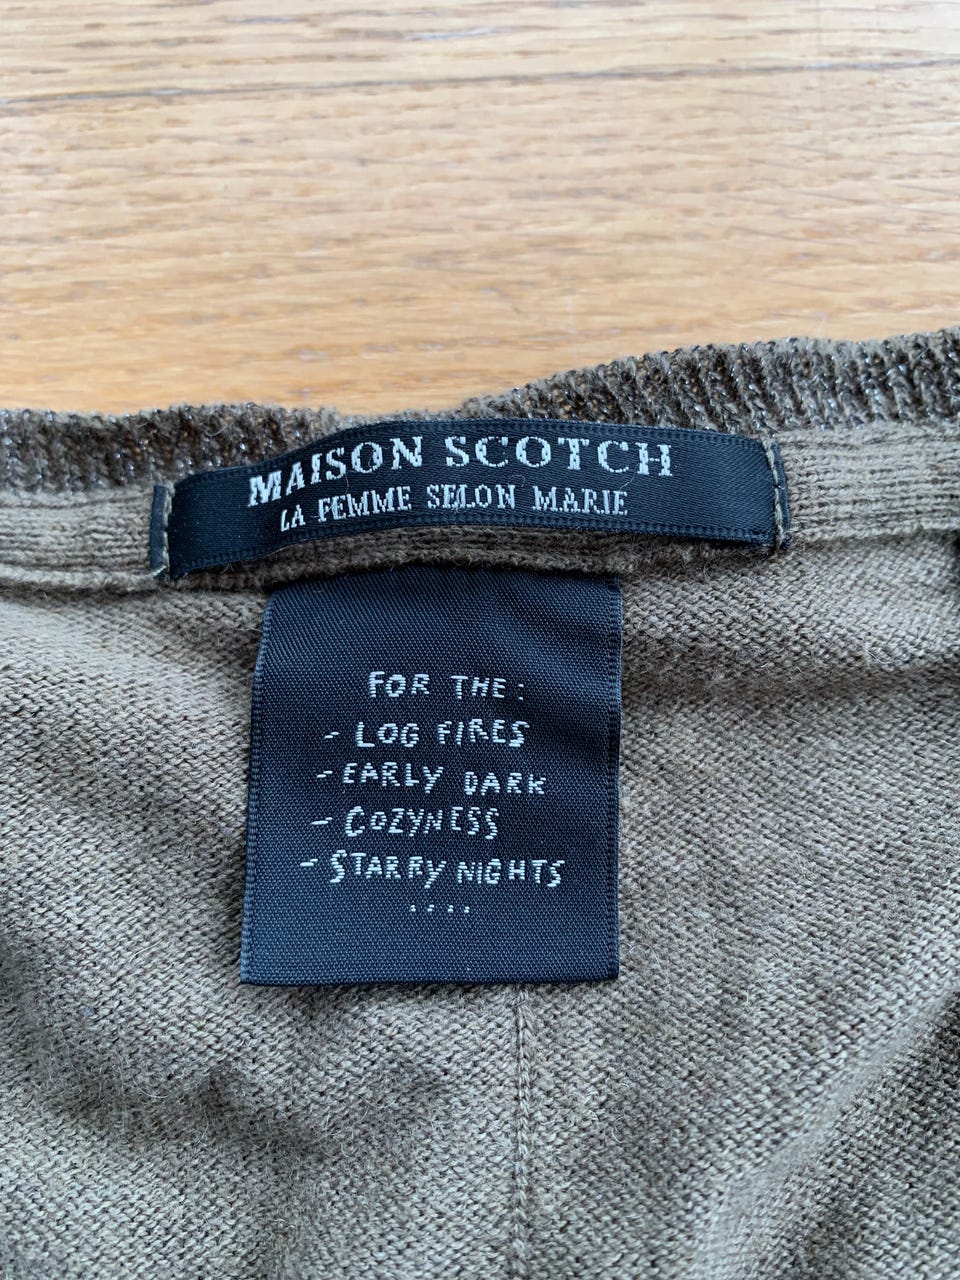 MAISON SCOTCH
LA FEMME SELON MARIE
FOR THE:
- LOG FIRES
- EARLY DARK
- COZYNESS
- STARRY NIGHTS
....